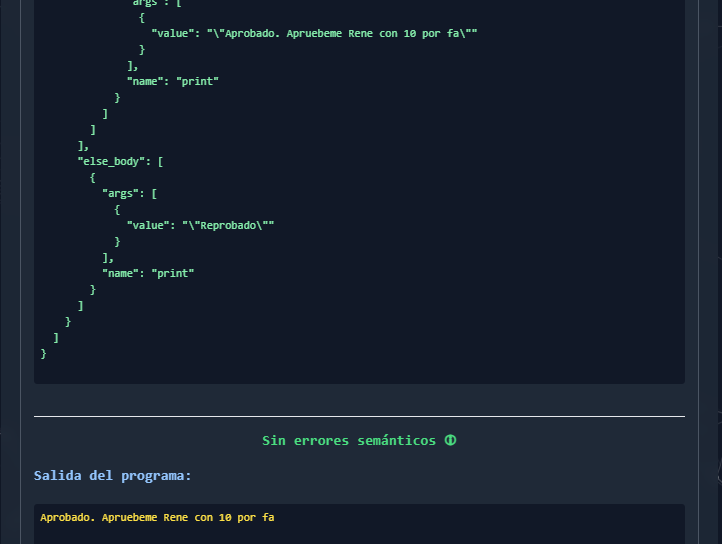 "args": [
{
"value": "\"Aprobado. Apruebeme Rene con 10 por fa\""
}
],
"name": "print"
}
]
]
],
"else_body": [
{
"args": [
{
"value": "\"Reprobado\""
}
],
"name": "print"
}
]
}
]
}
Sin errores semánticos
Salida del programa:
Aprobado. Apruebeme Rene con 10 por fa